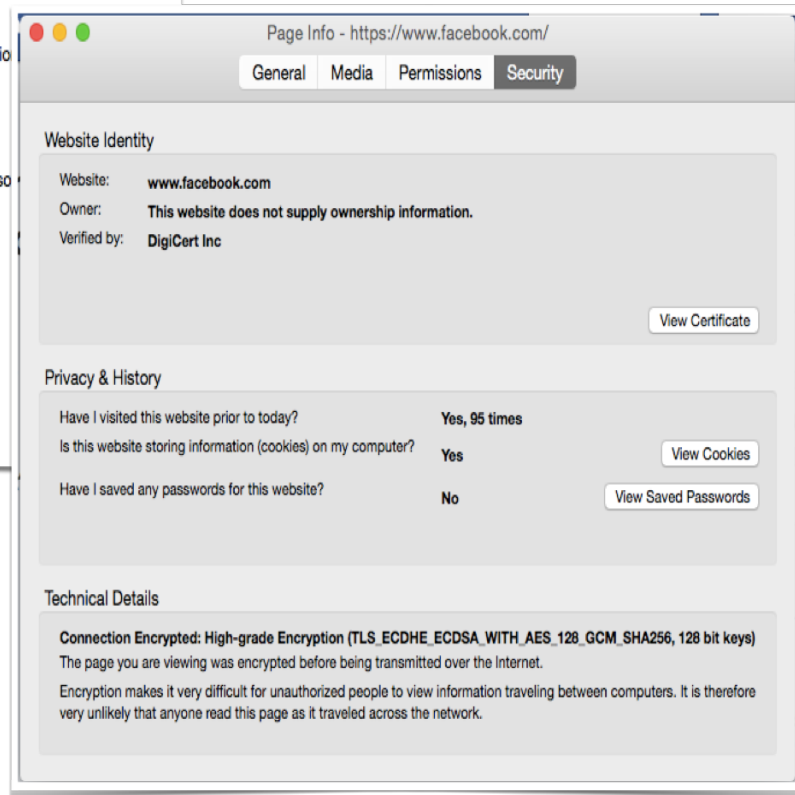 Page Info - https://www.facebook.com/
General Media Permissions Security
io
Website Identity
so
Website: www.facebook.com
Owner: This website does not supply ownership information.
Verified by: DigiCert Inc
View Certificate
Privacy & History
Have I visited this website prior to today? Yes, 95 times
Is this website storing information (cookies) on my computer? Yes View Cookies
Have I saved any passwords for this website? No View Saved Passwords
Technical Details
Connection Encrypted: High-grade Encryption (TLS_ECDHE_ECDSA_WITH_AES_128_GCM_SHA256, 128 bit keys)
The page you are viewing was encrypted before being transmitted over the Internet.
Encryption makes it very difficult for unauthorized people to view information traveling between computers. It is therefore
very unlikely that anyone read this page as it traveled across the network.